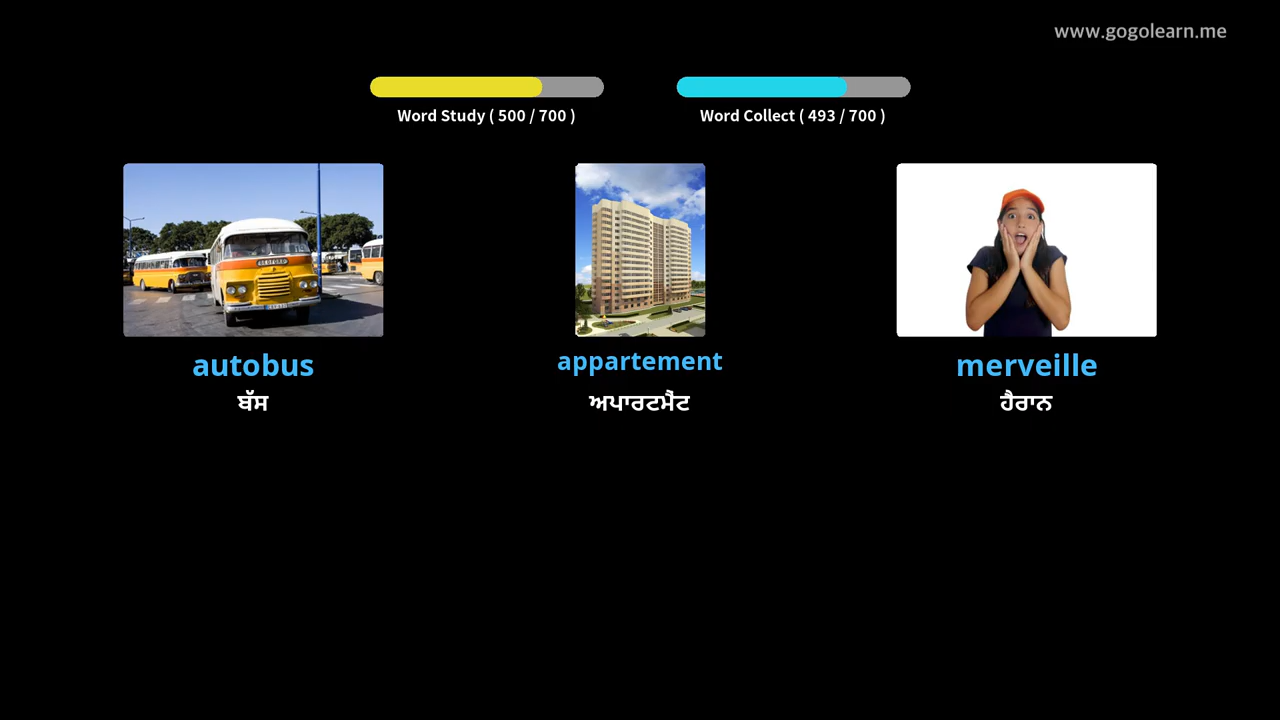 www.gogolearn.me
Word Study ( 500 / 700 )
Word Collect ( 493 / 700 )
autobus
appartement
merveille
ਬੱਸ
ਅਪਾਰਟਮੈਂਟ
ਹੈਰਾਨ